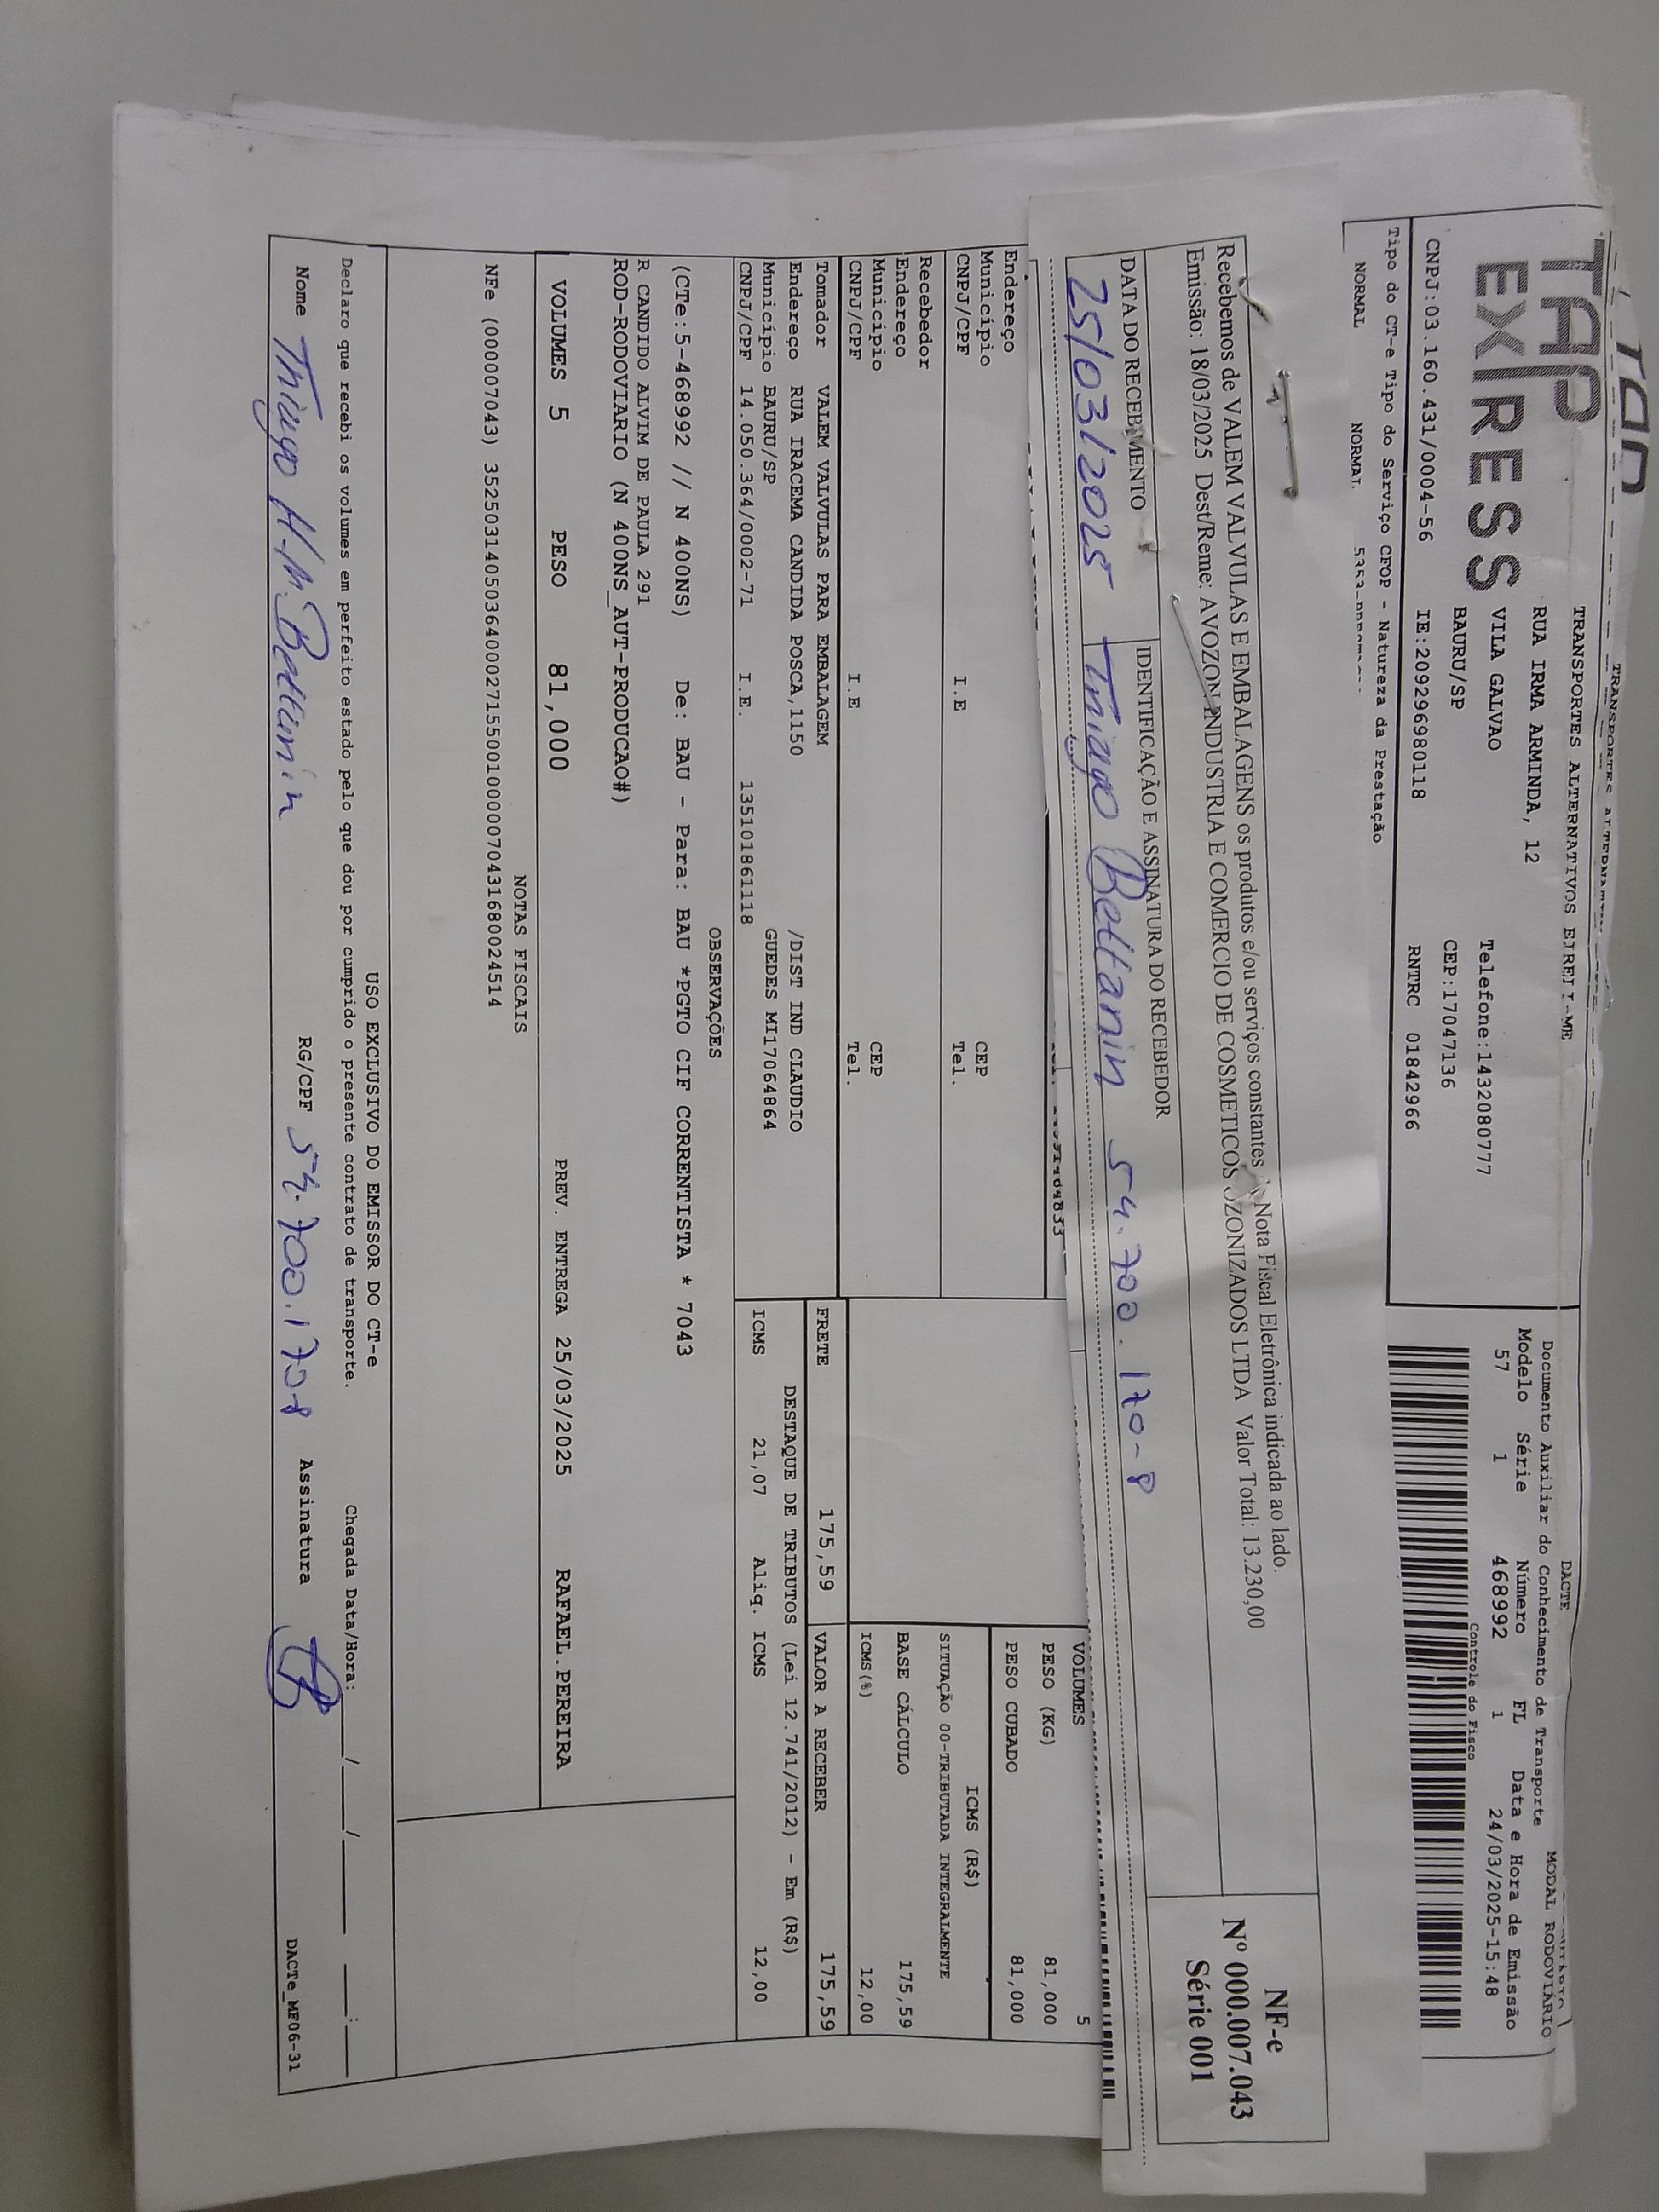 TAP
EXPRESS
TRANSPORTES ALTERNATIVOS EIRELI-ME
RUA IRMA ARMINDA, 12
VILA GALVAO
BAURU/SP
Telefone:1432080777
CEP:17047136
CNPJ:03.160.431/0004-56 IE:209296980118 RNTRC 01842966
DACTE
Documento Auxiliar do Conhecimento de Transporte
MODAL RODOVIÁRIO
Modelo Série Número FL Data e Hora de Emissão
57 1 468992 1 24/03/2025-15:48
Controle do Fisco
Tipo do CT-e Tipo do Serviço CFOP - Natureza da Prestação
NORMAL NORMAL
Recebemos de VALEM VALVULAS E EMBALAGENS os produtos e/ou serviços constantes Nota Fiscal Eletrônica indicada ao lado.
Emissão: 18/03/2025 Dest/Reme: AVOZON INDUSTRIA E COMERCIO DE COSMETICOS OZONIZADOS LTDA Valor Total: 13.230,00
NF-e
Nº 000.007.043
Série 001
DATA DO RECEBIMENTO IDENTIFICAÇÃO E ASSINATURA DO RECEBEDOR
25/03/2025 Thiago Beltanin 54.700.170-8
Endereço
Município CEP
CNPJ/CPF I.E Tel.
Recebedor
Endereço
Município CEP
CNPJ/CPF I.E Tel.
VOLUMES 5
PESO (KG) 81,000
PESO CUBADO 81,000
ICMS (R$)
SITUAÇÃO 00-TRIBUTADA INTEGRALMENTE
BASE CÁLCULO 175,59
ICMS(%) 12,00
Tomador VALEM VALVULAS PARA EMBALAGEM
Endereço RUA IRACEMA CANDIDA POSCA,1150 /DIST IND CLAUDIO
Município BAURU/SP GUEDES MI17064864
CNPJ/CPF 14.050.364/0002-71 I.E. 13510186111​8
FRETE 175,59 VALOR A RECEBER 175,59
DESTAQUE DE TRIBUTOS (Lei 12.741/2012) - Em (R$)
ICMS 21,07 Aliq. ICMS 12,00
OBSERVAÇÕES
(CTe:5-468992 // N 400NS) De: BAU - Para: BAU *PGTO CIF CORRENTISTA * 7043
R CANDIDO ALVIM DE PAULA 291
ROD-RODOVIARIO (N 400NS_AUT-PRODUCAO#)
VOLUMES 5 PESO 81,000 PREV. ENTREGA 25/03/2025 RAFAEL.PEREIRA
NOTAS FISCAIS
NFe (000007043) 35250314050364000271550010000070431680024514
USO EXCLUSIVO DO EMISSOR DO CT-e
Declaro que recebi os volumes em perfeito estado pelo que dou por cumprido o presente contrato de transporte. Chegada Data/Hora: ____/____/____ ___:___
Nome Thiago H.M. Beltanin RG/CPF 54.700.170-8 Assinatura
DACTe_MF06-31